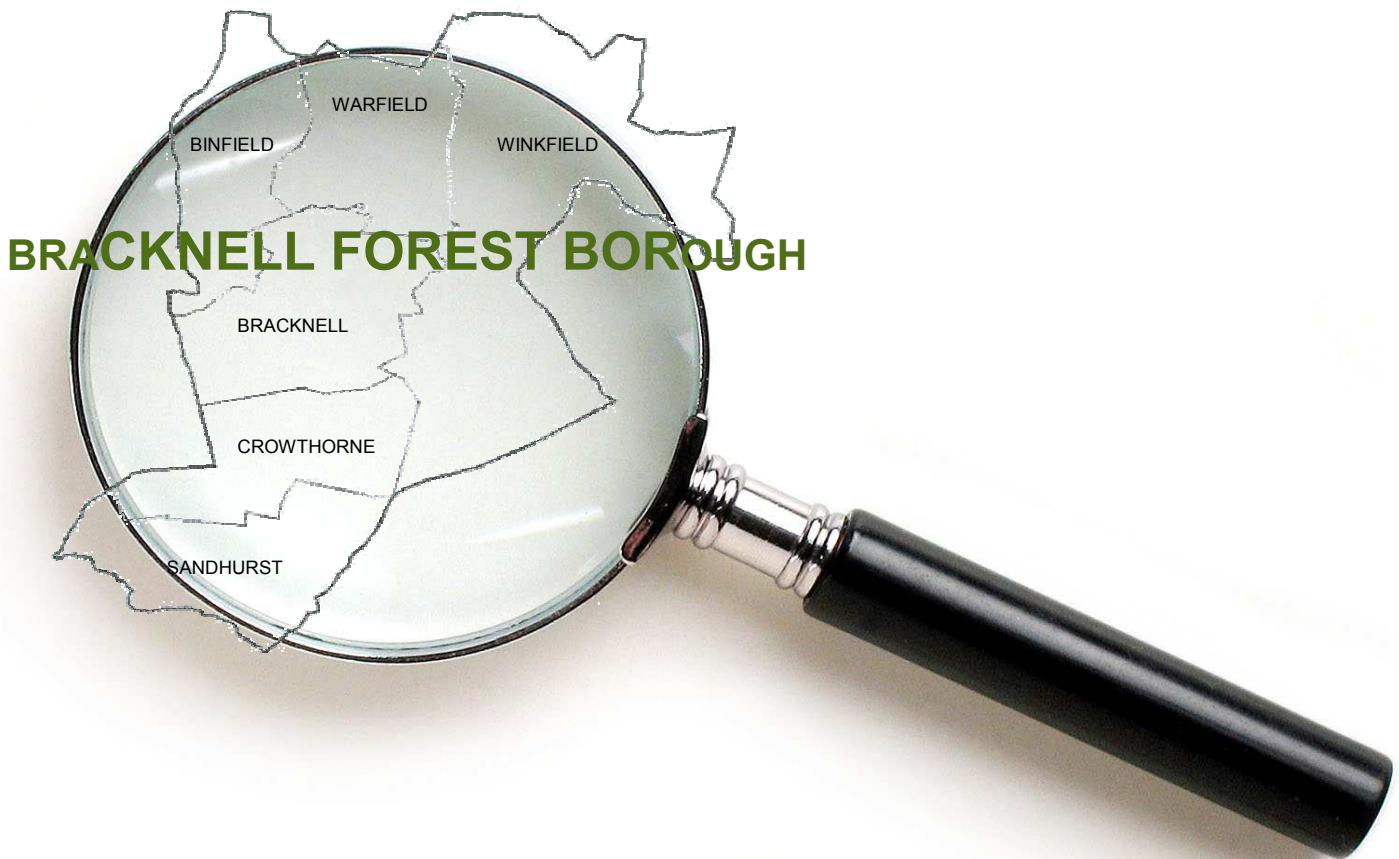 WARFIELD
BINFIELD
WINKFIELD
BRACKNELL FOREST BOROUGH
BRACKNELL
CROWTHORNE
SANDHURST